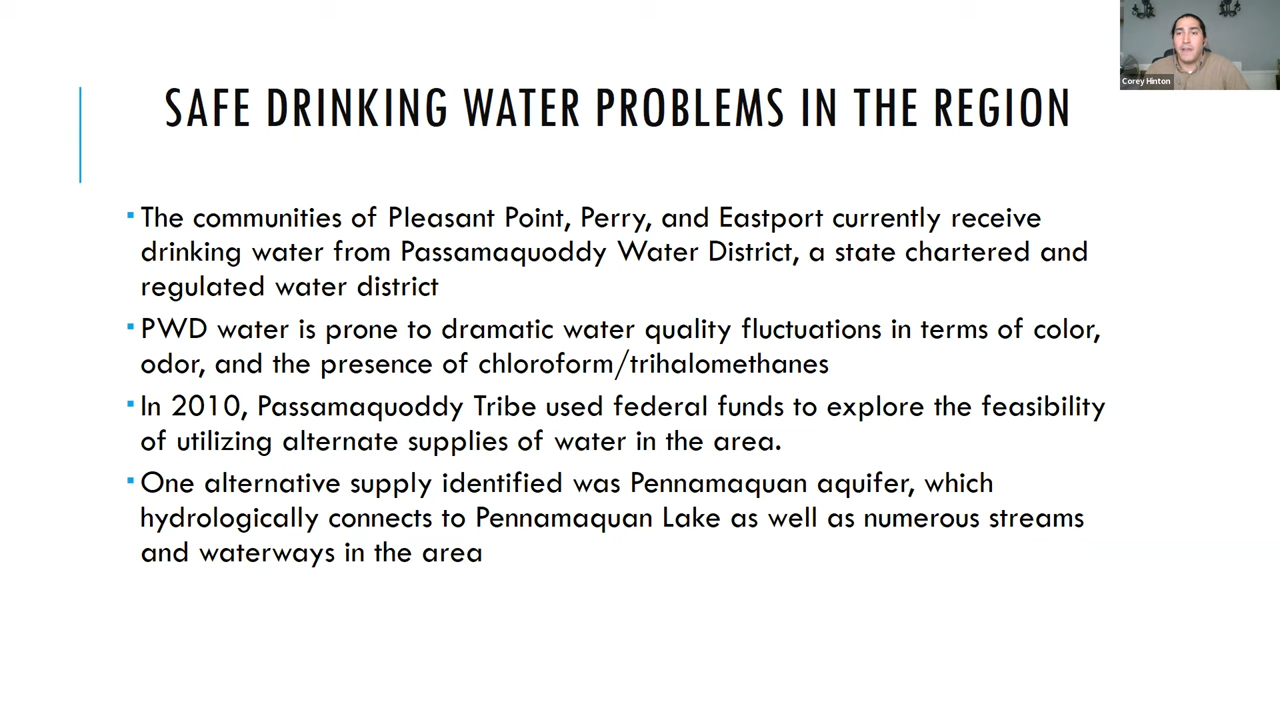 Corey Hinton
SAFE DRINKING WATER PROBLEMS IN THE REGION
▪ The communities of Pleasant Point, Perry, and Eastport currently receive
drinking water from Passamaquoddy Water District, a state chartered and
regulated water district
▪ PWD water is prone to dramatic water quality fluctuations in terms of color,
odor, and the presence of chloroform/trihalomethanes
▪ In 2010, Passamaquoddy Tribe used federal funds to explore the feasibility
of utilizing alternate supplies of water in the area.
▪ One alternative supply identified was Pennamaquan aquifer, which
hydrologically connects to Pennamaquan Lake as well as numerous streams
and waterways in the area